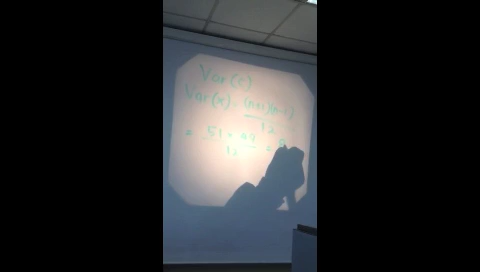 Var(c)
Var(x) = (n+1)(n-1)
12
= 51 × 49
12
=